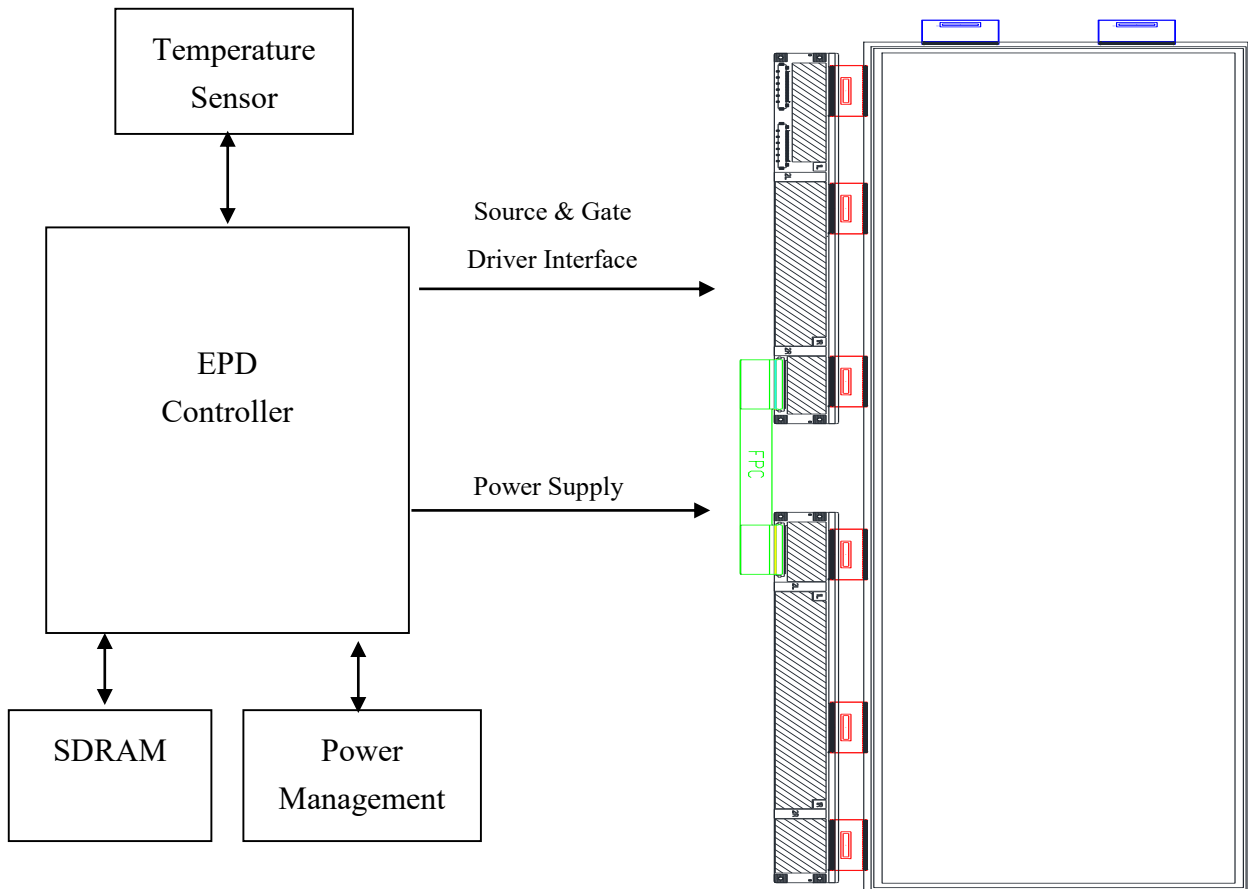 Temperature
Sensor
Source & Gate
Driver Interface
EPD
Controller
FPC
Power Supply
SDRAM
Power
Management